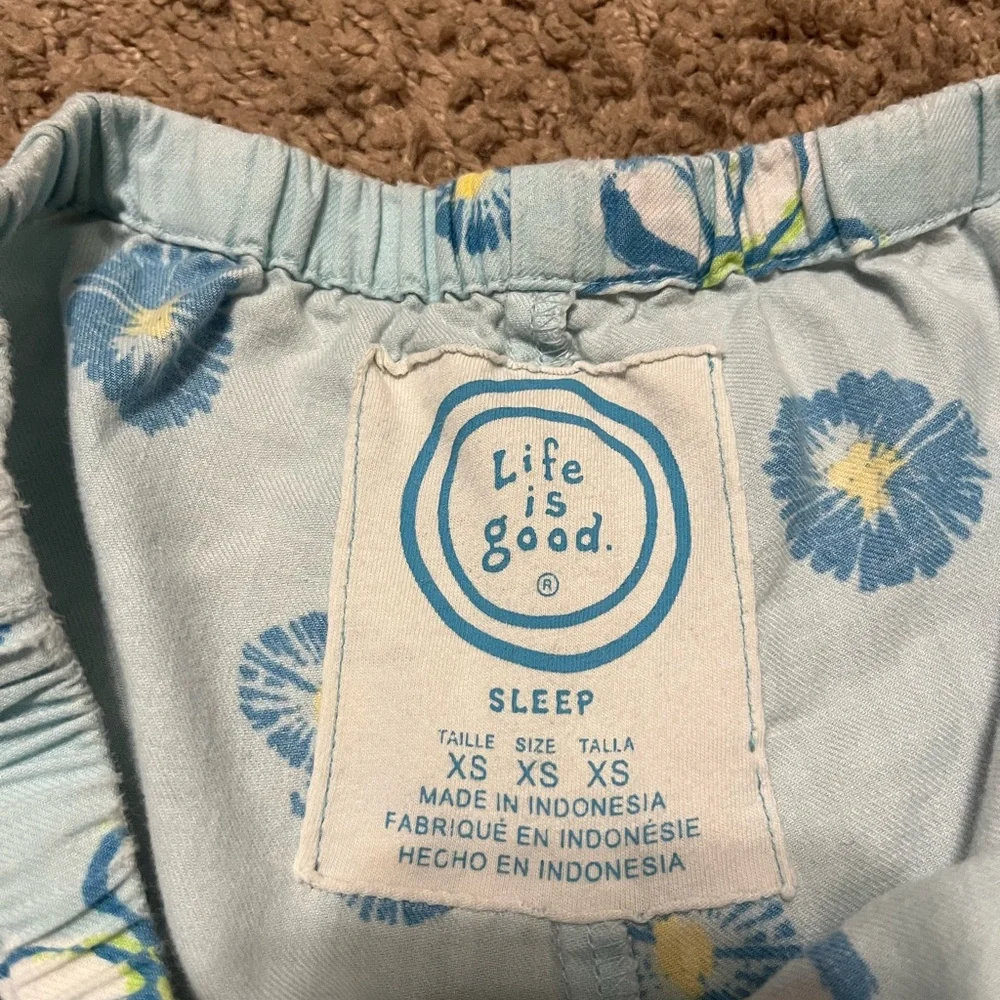 Life
is
good.
®
SLEEP
TAILLE SIZE TALLA
XS XS XS
MADE IN INDONESIA
FABRIQUÉ EN INDONÉSIE
HECHO EN INDONESIA